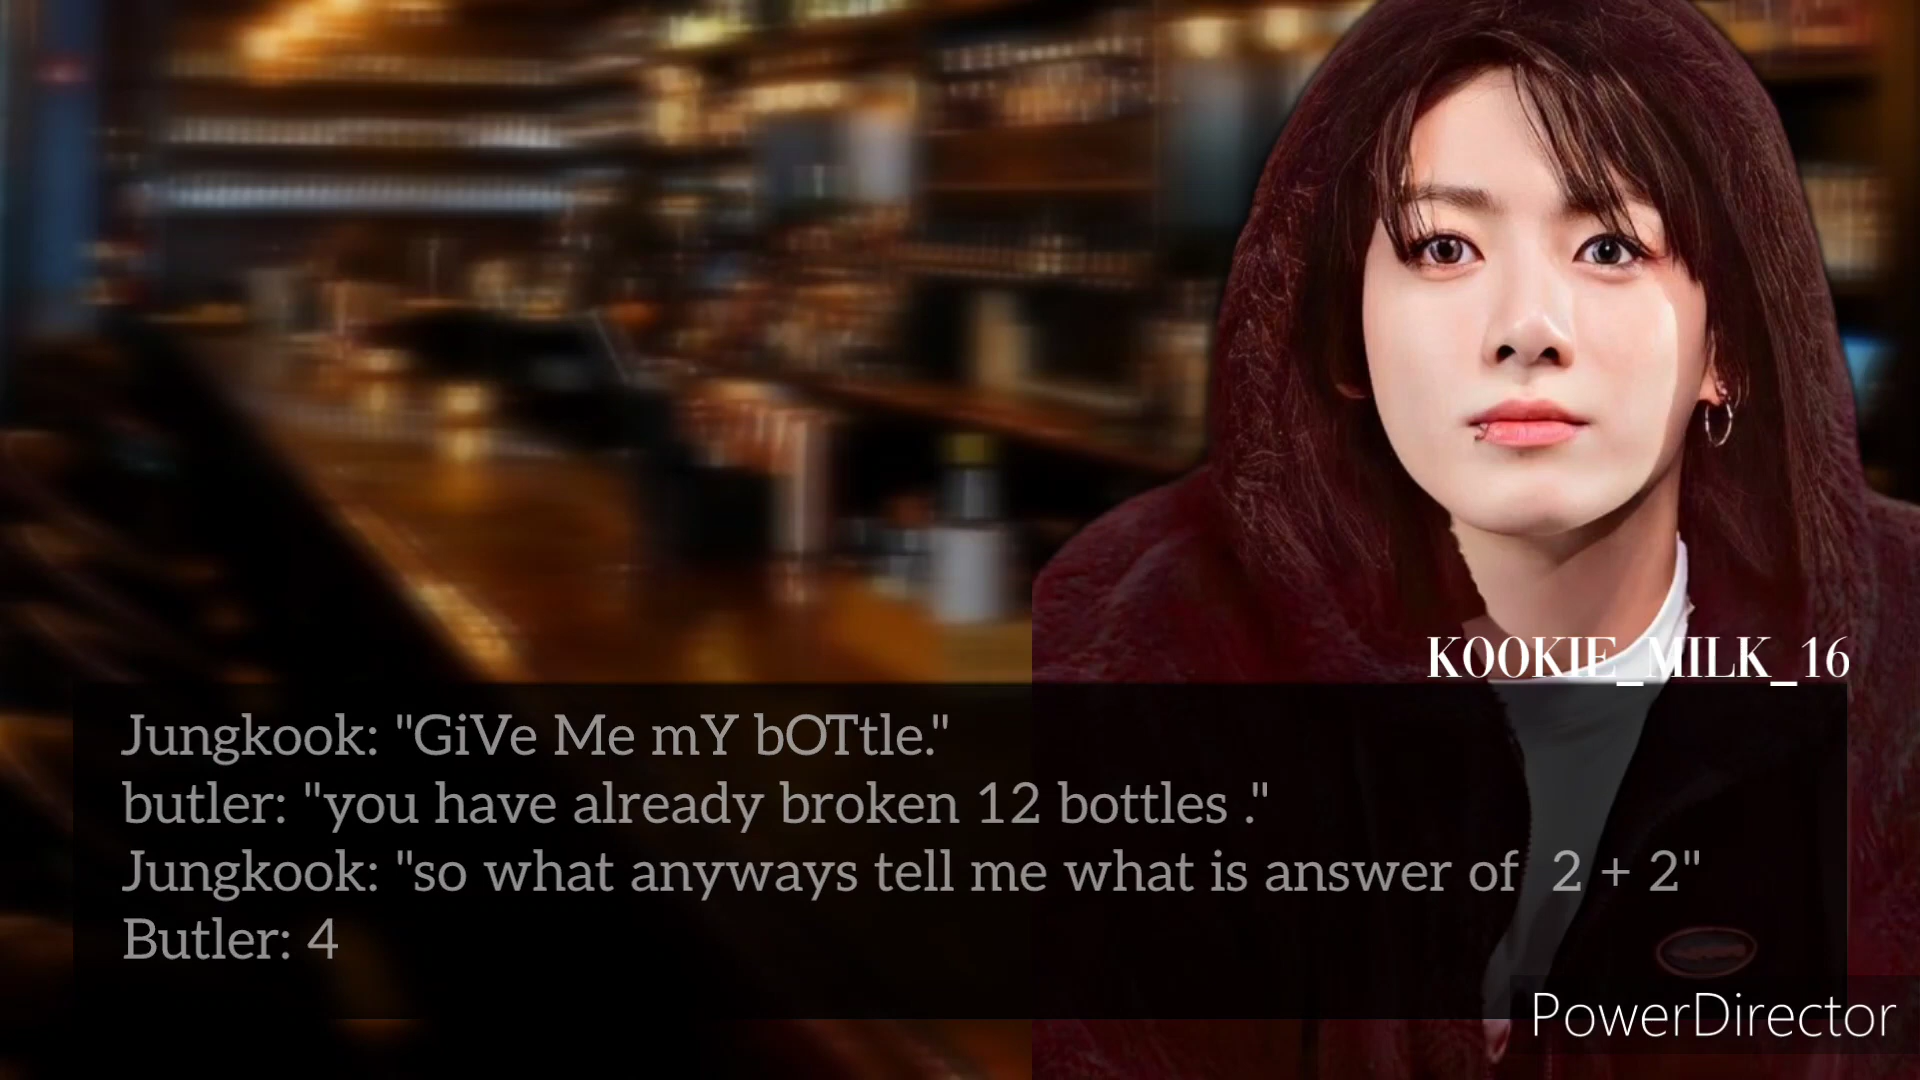 KOOKIE_MILK_16
Jungkook: "GiVe Me mY bOTtle."
butler: "you have already broken 12 bottles ."
Jungkook: "so what anyways tell me what is answer of  2 + 2"
Butler: 4
PowerDirector